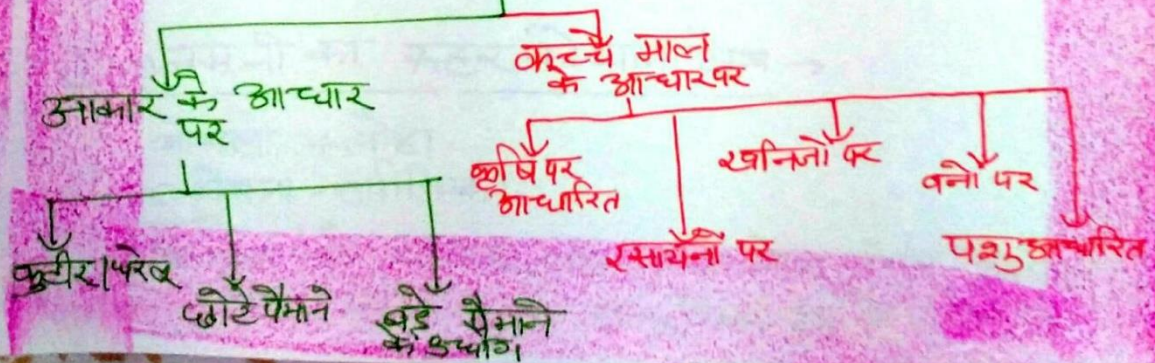 कच्चे माल
के आधार पर
आकार के आधार
पर
कृषि पर
आधारित
खनिजों पर
वनों पर
रसायनों पर
पशु आधारित
कुटीर/घरेलू
छोटे पैमाने
बड़े पैमाने
के उद्योग